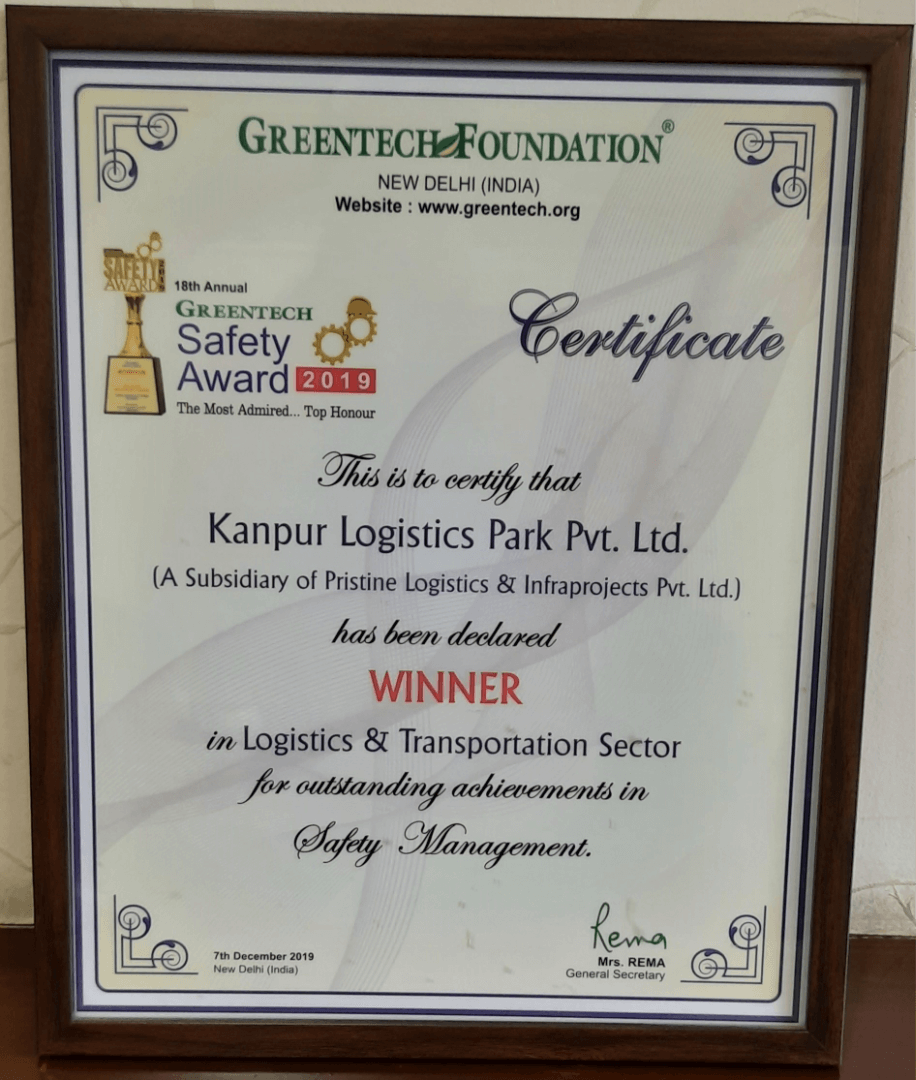 GREENTECH FOUNDATION®
NEW DELHI (INDIA)
Website : www.greentech.org
SAFETY
AWARD
18th Annual
GREENTECH
Safety
Award 2019
The Most Admired... Top Honour
Certificate
This is to certify that
Kanpur Logistics Park Pvt. Ltd.
(A Subsidiary of Pristine Logistics & Infraprojects Pvt. Ltd.)
has been declared
WINNER
in Logistics & Transportation Sector
for outstanding achievements in
Safety Management.
7th December 2019
New Delhi (India)
Rema
Mrs. REMA
General Secretary